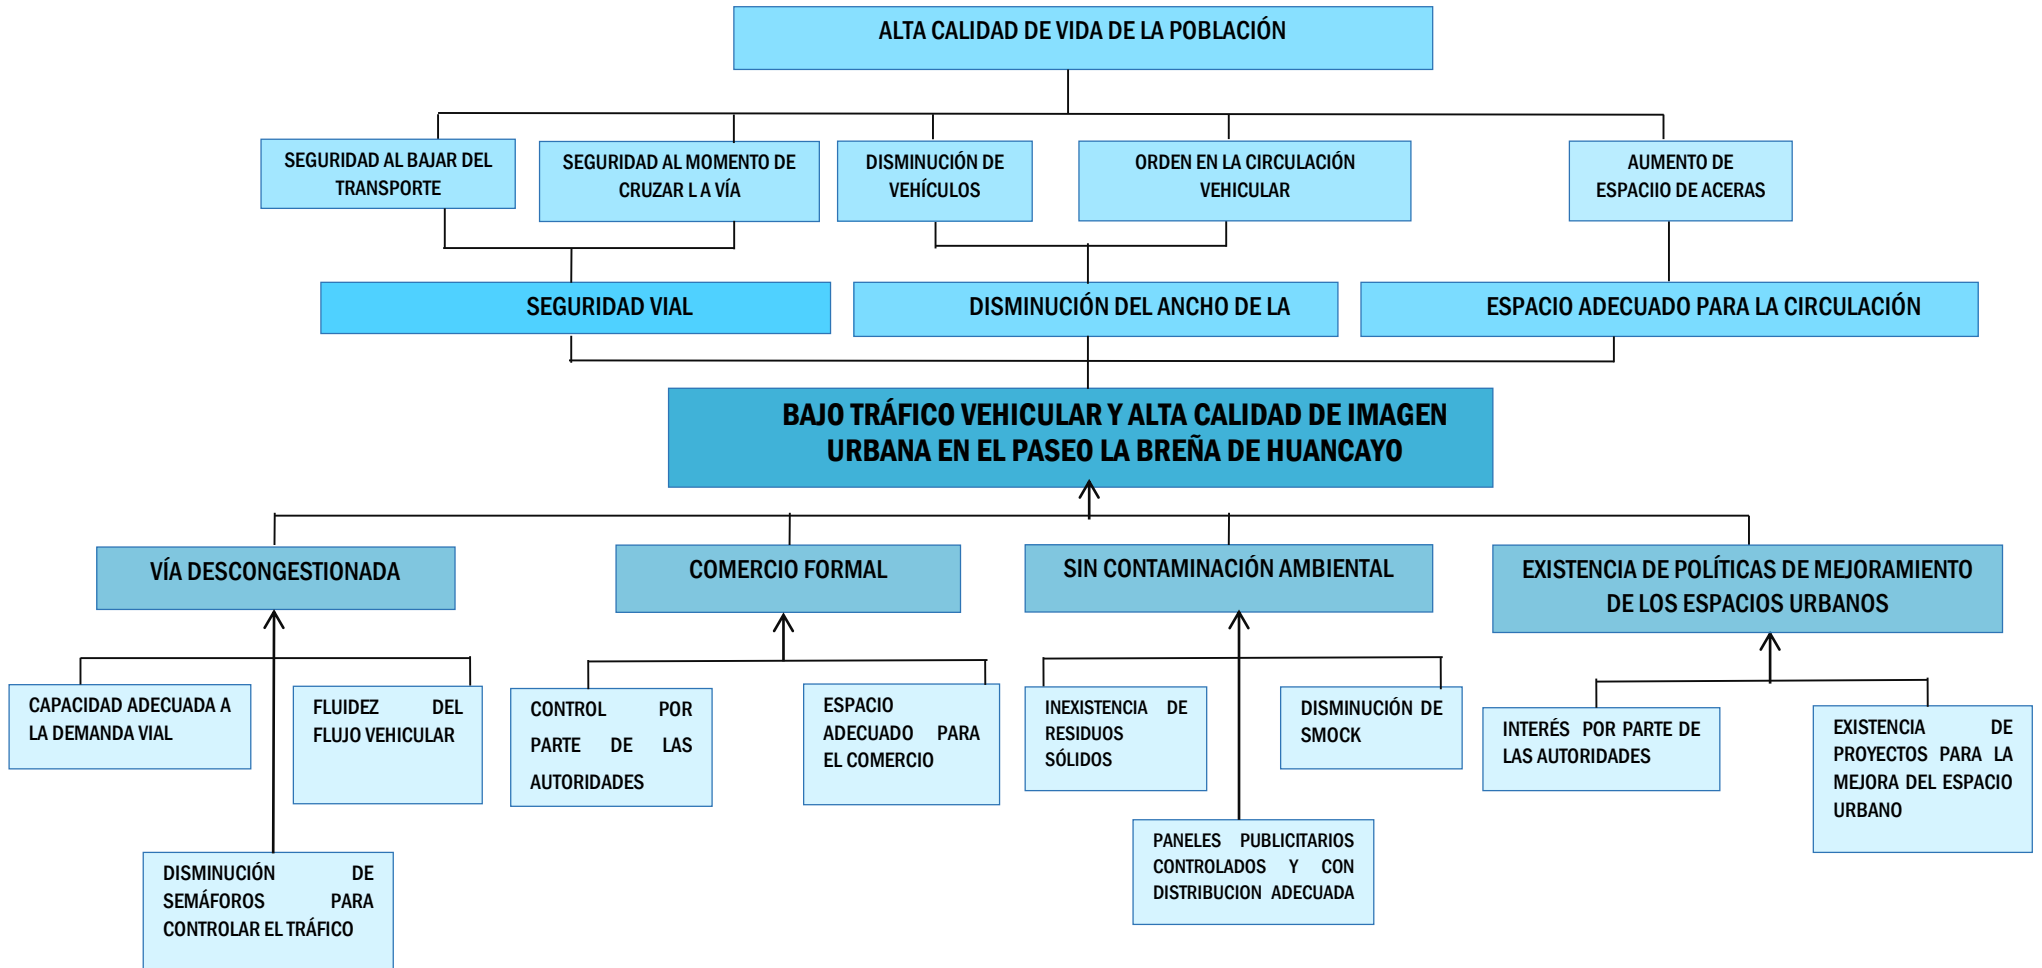 ALTA CALIDAD DE VIDA DE LA POBLACIÓN
SEGURIDAD AL BAJAR DEL
TRANSPORTE
SEGURIDAD AL MOMENTO DE
CRUZAR L A VÍA
DISMINUCIÓN DE
VEHÍCULOS
ORDEN EN LA CIRCULACIÓN
VEHICULAR
AUMENTO DE
ESPACIIO DE ACERAS
SEGURIDAD VIAL
DISMINUCIÓN DEL ANCHO DE LA
ESPACIO ADECUADO PARA LA CIRCULACIÓN
BAJO TRÁFICO VEHICULAR Y ALTA CALIDAD DE IMAGEN
URBANA EN EL PASEO LA BREÑA DE HUANCAYO
VÍA DESCONGESTIONADA
COMERCIO FORMAL
SIN CONTAMINACIÓN AMBIENTAL
EXISTENCIA DE POLÍTICAS DE MEJORAMIENTO
DE LOS ESPACIOS URBANOS
CAPACIDAD ADECUADA A
LA DEMANDA VIAL
FLUIDEZ DEL
FLUJO VEHICULAR
CONTROL POR
PARTE DE LAS
AUTORIDADES
ESPACIO
ADECUADO PARA
EL COMERCIO
INEXISTENCIA DE
RESIDUOS
SÓLIDOS
DISMINUCIÓN DE
SMOCK
INTERÉS POR PARTE DE
LAS AUTORIDADES
EXISTENCIA DE
PROYECTOS PARA LA
MEJORA DEL ESPACIO
URBANO
DISMINUCIÓN DE
SEMÁFOROS PARA
CONTROLAR EL TRÁFICO
PANELES PUBLICITARIOS
CONTROLADOS Y CON
DISTRIBUCION ADECUADA